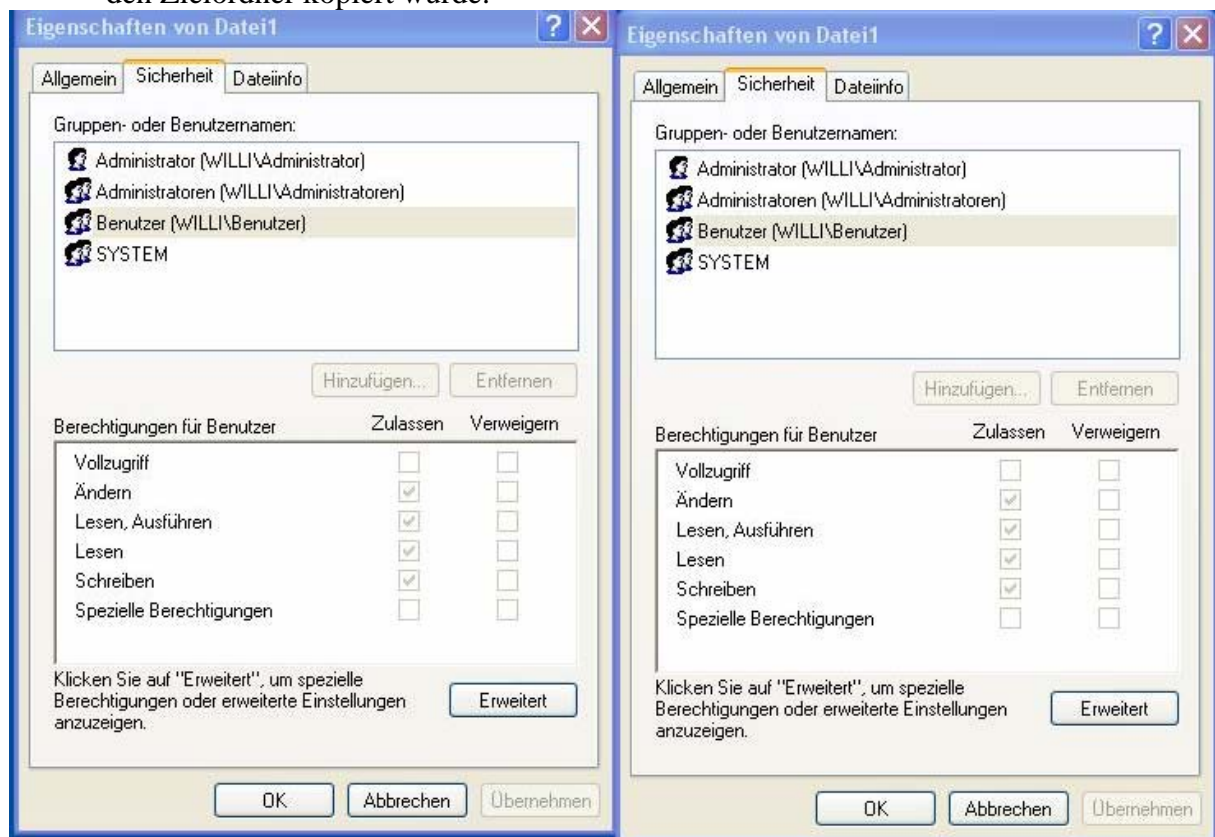 den Zielordner kopiert wurde.
Eigenschaften von Datei1
Allgemein Sicherheit Dateiinfo
Gruppen- oder Benutzernamen:
Administrator (WILLI\Administrator)
Administratoren (WILLI\Administratoren)
Benutzer (WILLI\Benutzer)
SYSTEM
Hinzufügen... Entfernen
Berechtigungen für Benutzer Zulassen Verweigern
Vollzugriff
Ändern
Lesen, Ausführen
Lesen
Schreiben
Spezielle Berechtigungen
Klicken Sie auf "Erweitert", um spezielle
Berechtigungen oder erweiterte Einstellungen
anzuzeigen.
Erweitert
OK Abbrechen Übernehmen
Eigenschaften von Datei1
Allgemein Sicherheit Dateiinfo
Gruppen- oder Benutzernamen:
Administrator (WILLI\Administrator)
Administratoren (WILLI\Administratoren)
Benutzer (WILLI\Benutzer)
SYSTEM
Hinzufügen... Entfernen
Berechtigungen für Benutzer Zulassen Verweigern
Vollzugriff
Ändern
Lesen, Ausführen
Lesen
Schreiben
Spezielle Berechtigungen
Klicken Sie auf "Erweitert", um spezielle
Berechtigungen oder erweiterte Einstellungen
anzuzeigen.
Erweitert
OK Abbrechen Übernehmen